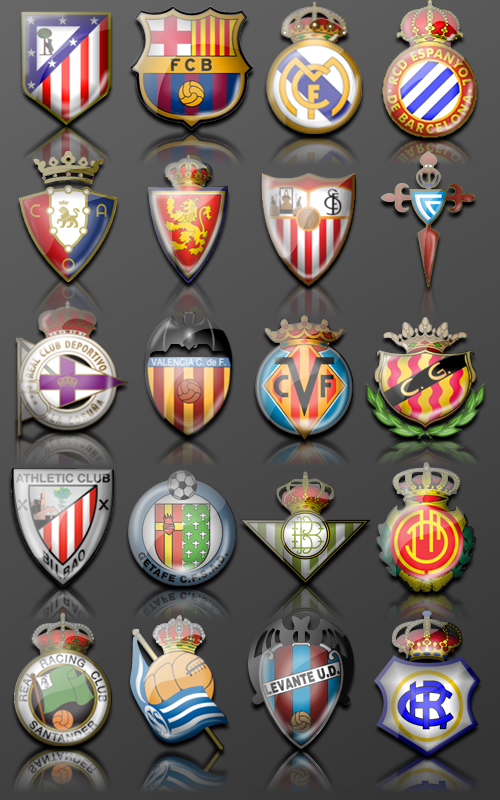 FCB
RCD ESPANYOL
DE BARCELONA
C A
O
REAL CLUB DEPORTIVO
VALENCIA C. de F.
C V F
C. G.
ATHLETIC CLUB
BILBAO
GETAFE C.F. S.A.D.
REAL RACING CLUB
SANTANDER
LEVANTE U.D.